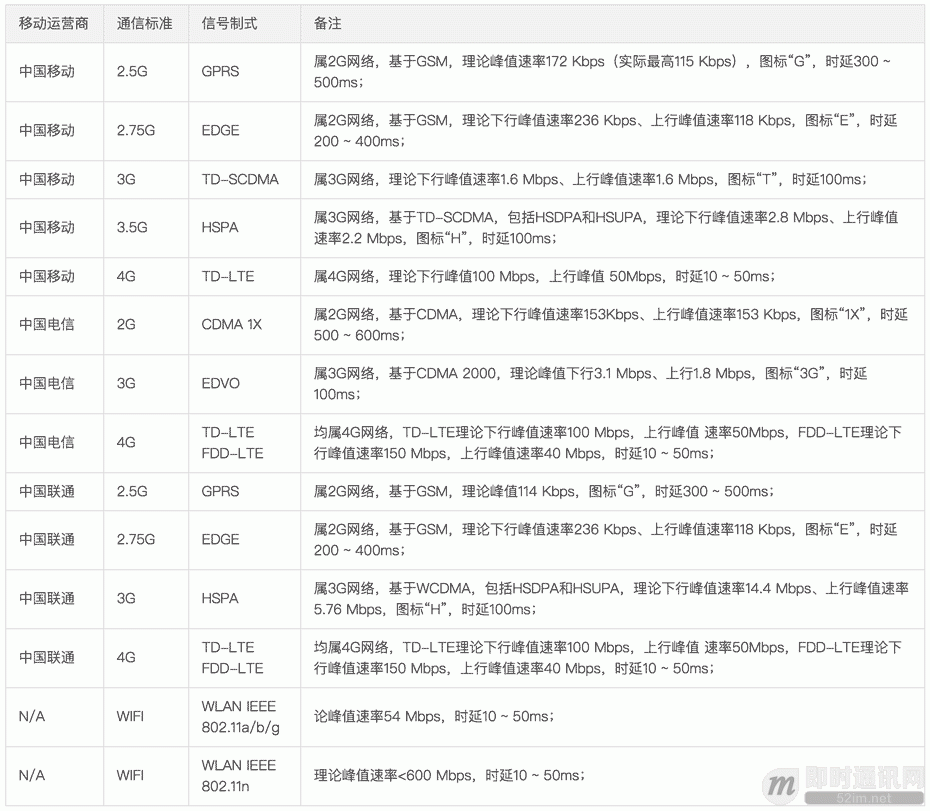 移动运营商 通信标准 信号制式 备注
中国移动 2.5G GPRS 属2G网络，基于GSM，理论峰值速率172 Kbps（实际最高115 Kbps），图标“G”，时延300 ~
500ms；
中国移动 2.75G EDGE 属2G网络，基于GSM，理论下行峰值速率236 Kbps、上行峰值速率118 Kbps，图标“E”，时延
200 ~ 400ms；
中国移动 3G TD-SCDMA 属3G网络，理论下行峰值速率1.6 Mbps、上行峰值速率1.6 Mbps，图标“T”，时延100ms；
中国移动 3.5G HSPA 属3G网络，基于TD-SCDMA，包括HSDPA和HSUPA，理论下行峰值速率2.8 Mbps、上行峰值
速率2.2 Mbps，图标“H”，时延100ms；
中国移动 4G TD-LTE 属4G网络，理论下行峰值100 Mbps，上行峰值 50Mbps，时延10 ~ 50ms；
中国电信 2G CDMA 1X 属2G网络，基于CDMA，理论下行峰值速率153Kbps、上行峰值速率153 Kbps，图标“1X”，时延
500 ~ 600ms；
中国电信 3G EDVO 属3G网络，基于CDMA 2000，理论峰值下行3.1 Mbps、上行1.8 Mbps，图标“3G”，时延
100ms；
中国电信 4G TD-LTE
FDD-LTE 均属4G网络，TD-LTE理论下行峰值速率100 Mbps，上行峰值 速率50Mbps，FDD-LTE理论下
行峰值速率150 Mbps，上行峰值速率40 Mbps，时延10 ~ 50ms；
中国联通 2.5G GPRS 属2G网络，基于GSM，理论峰值114 Kbps，图标“G”，时延300 ~ 500ms；
中国联通 2.75G EDGE 属2G网络，基于GSM，理论下行峰值速率236 Kbps、上行峰值速率118 Kbps，图标“E”，时延
200 ~ 400ms；
中国联通 3G HSPA 属3G网络，基于WCDMA，包括HSDPA和HSUPA，理论下行峰值速率14.4 Mbps、上行峰值速率
5.76 Mbps，图标“H”，时延100ms；
中国联通 4G TD-LTE
FDD-LTE 均属4G网络，TD-LTE理论下行峰值速率100 Mbps，上行峰值 速率50Mbps，FDD-LTE理论下
行峰值速率150 Mbps，上行峰值速率40 Mbps，时延10 ~ 50ms；
N/A WIFI WLAN IEEE
802.11a/b/g 论峰值速率54 Mbps，时延10 ~ 50ms；
N/A WIFI WLAN IEEE
802.11n 理论峰值速率<600 Mbps，时延10 ~ 50ms；
m 即时通讯网
52im.net